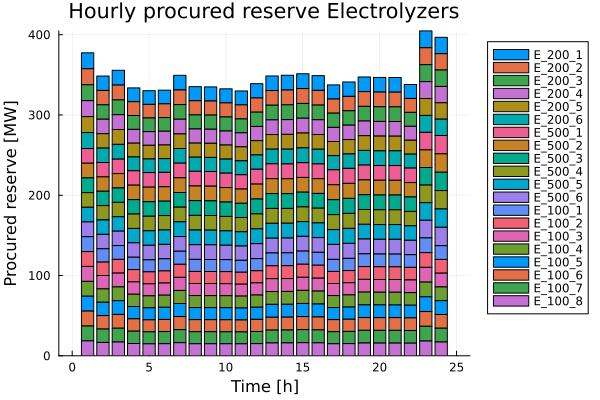 Hourly procured reserve Electrolyzers
Procured reserve [MW]
400
300
200
100
0
0
5
10
15
20
25
Time [h]
E_200_1
E_200_2
E_200_3
E_200_4
E_200_5
E_200_6
E_500_1
E_500_2
E_500_3
E_500_4
E_500_5
E_500_6
E_100_1
E_100_2
E_100_3
E_100_4
E_100_5
E_100_6
E_100_7
E_100_8